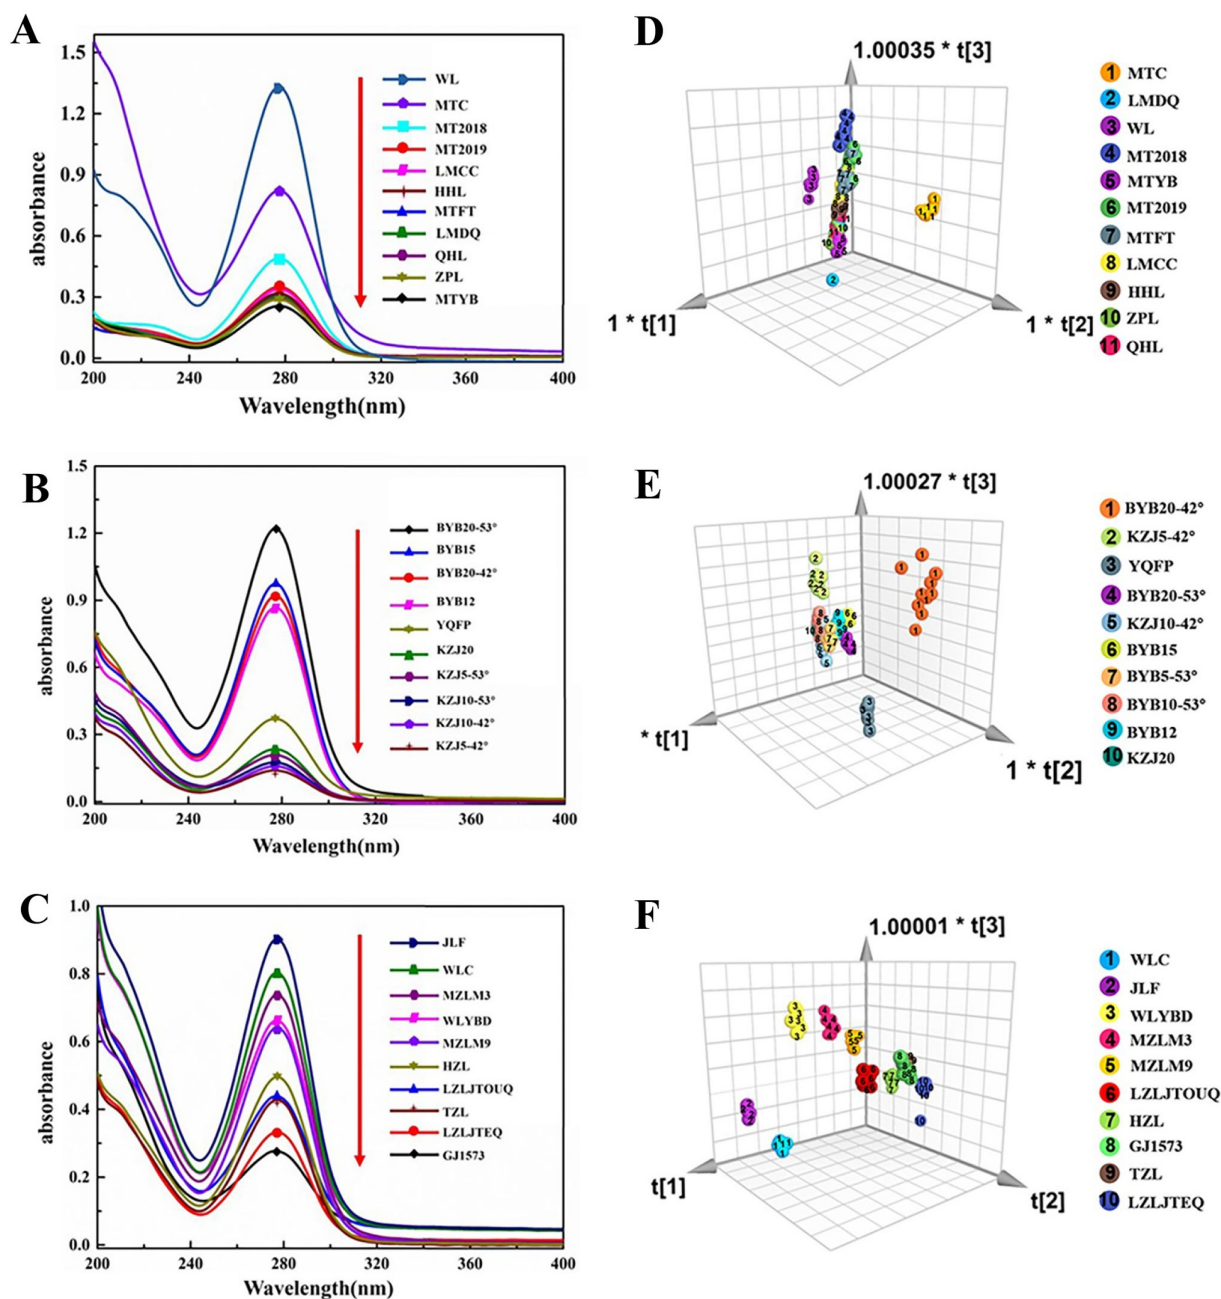 A
absorbance
1.5
1.2
0.9
0.6
0.3
0.0
200
240
280
320
360
400
Wavelength(nm)
WL
MTC
MT2018
MT2019
LMCC
HHL
MTFT
LMDQ
QHL
ZPL
MTYB
D
1.00035 * t[3]
1 * t[1]
1 * t[2]
1 MTC
2 LMDQ
3 WL
4 MT2018
5 MTYB
6 MT2019
7 MTFT
8 LMCC
9 HHL
10 ZPL
11 QHL
B
absorbance
1.5
1.2
0.9
0.6
0.3
0.0
200
240
280
320
360
400
Wavelength(nm)
BYB20-53°
BYB15
BYB20-42°
BYB12
YQFP
KZJ20
KZJ5-53°
KZJ10-53°
KZJ10-42°
KZJ5-42°
E
1.00027 * t[3]
* t[1]
1 * t[2]
1 BYB20-42°
2 KZJ5-42°
3 YQFP
4 BYB20-53°
5 KZJ10-42°
6 BYB15
7 BYB5-53°
8 BYB10-53°
9 BYB12
10 KZJ20
C
absorbance
1.0
0.8
0.6
0.4
0.2
0.0
200
240
280
320
360
400
Wavelength(nm)
JLF
WLC
MZLM3
WLYBD
MZLM9
HZL
LZLJTOUQ
TZL
LZLJTEQ
GJ1573
F
1.00001 * t[3]
t[1]
t[2]
1 WLC
2 JLF
3 WLYBD
4 MZLM3
5 MZLM9
6 LZLJTOUQ
7 HZL
8 GJ1573
9 TZL
10 LZLJTEQ